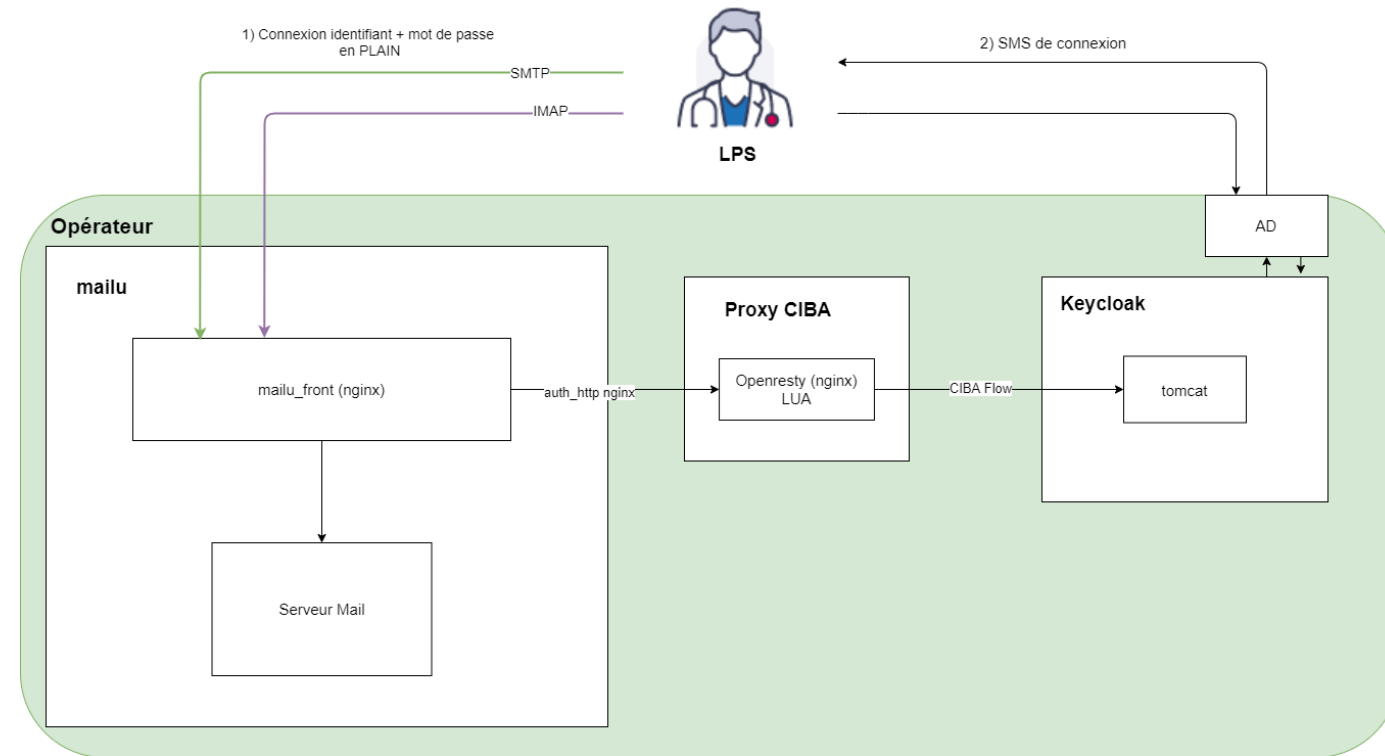 1) Connexion identifiant + mot de passe
en PLAIN
2) SMS de connexion
SMTP
IMAP
LPS
Opérateur
AD
mailu
Proxy CIBA
Keycloak
mailu_front (nginx)
auth_http nginx
Openresty (nginx)
LUA
CIBA Flow
tomcat
Serveur Mail